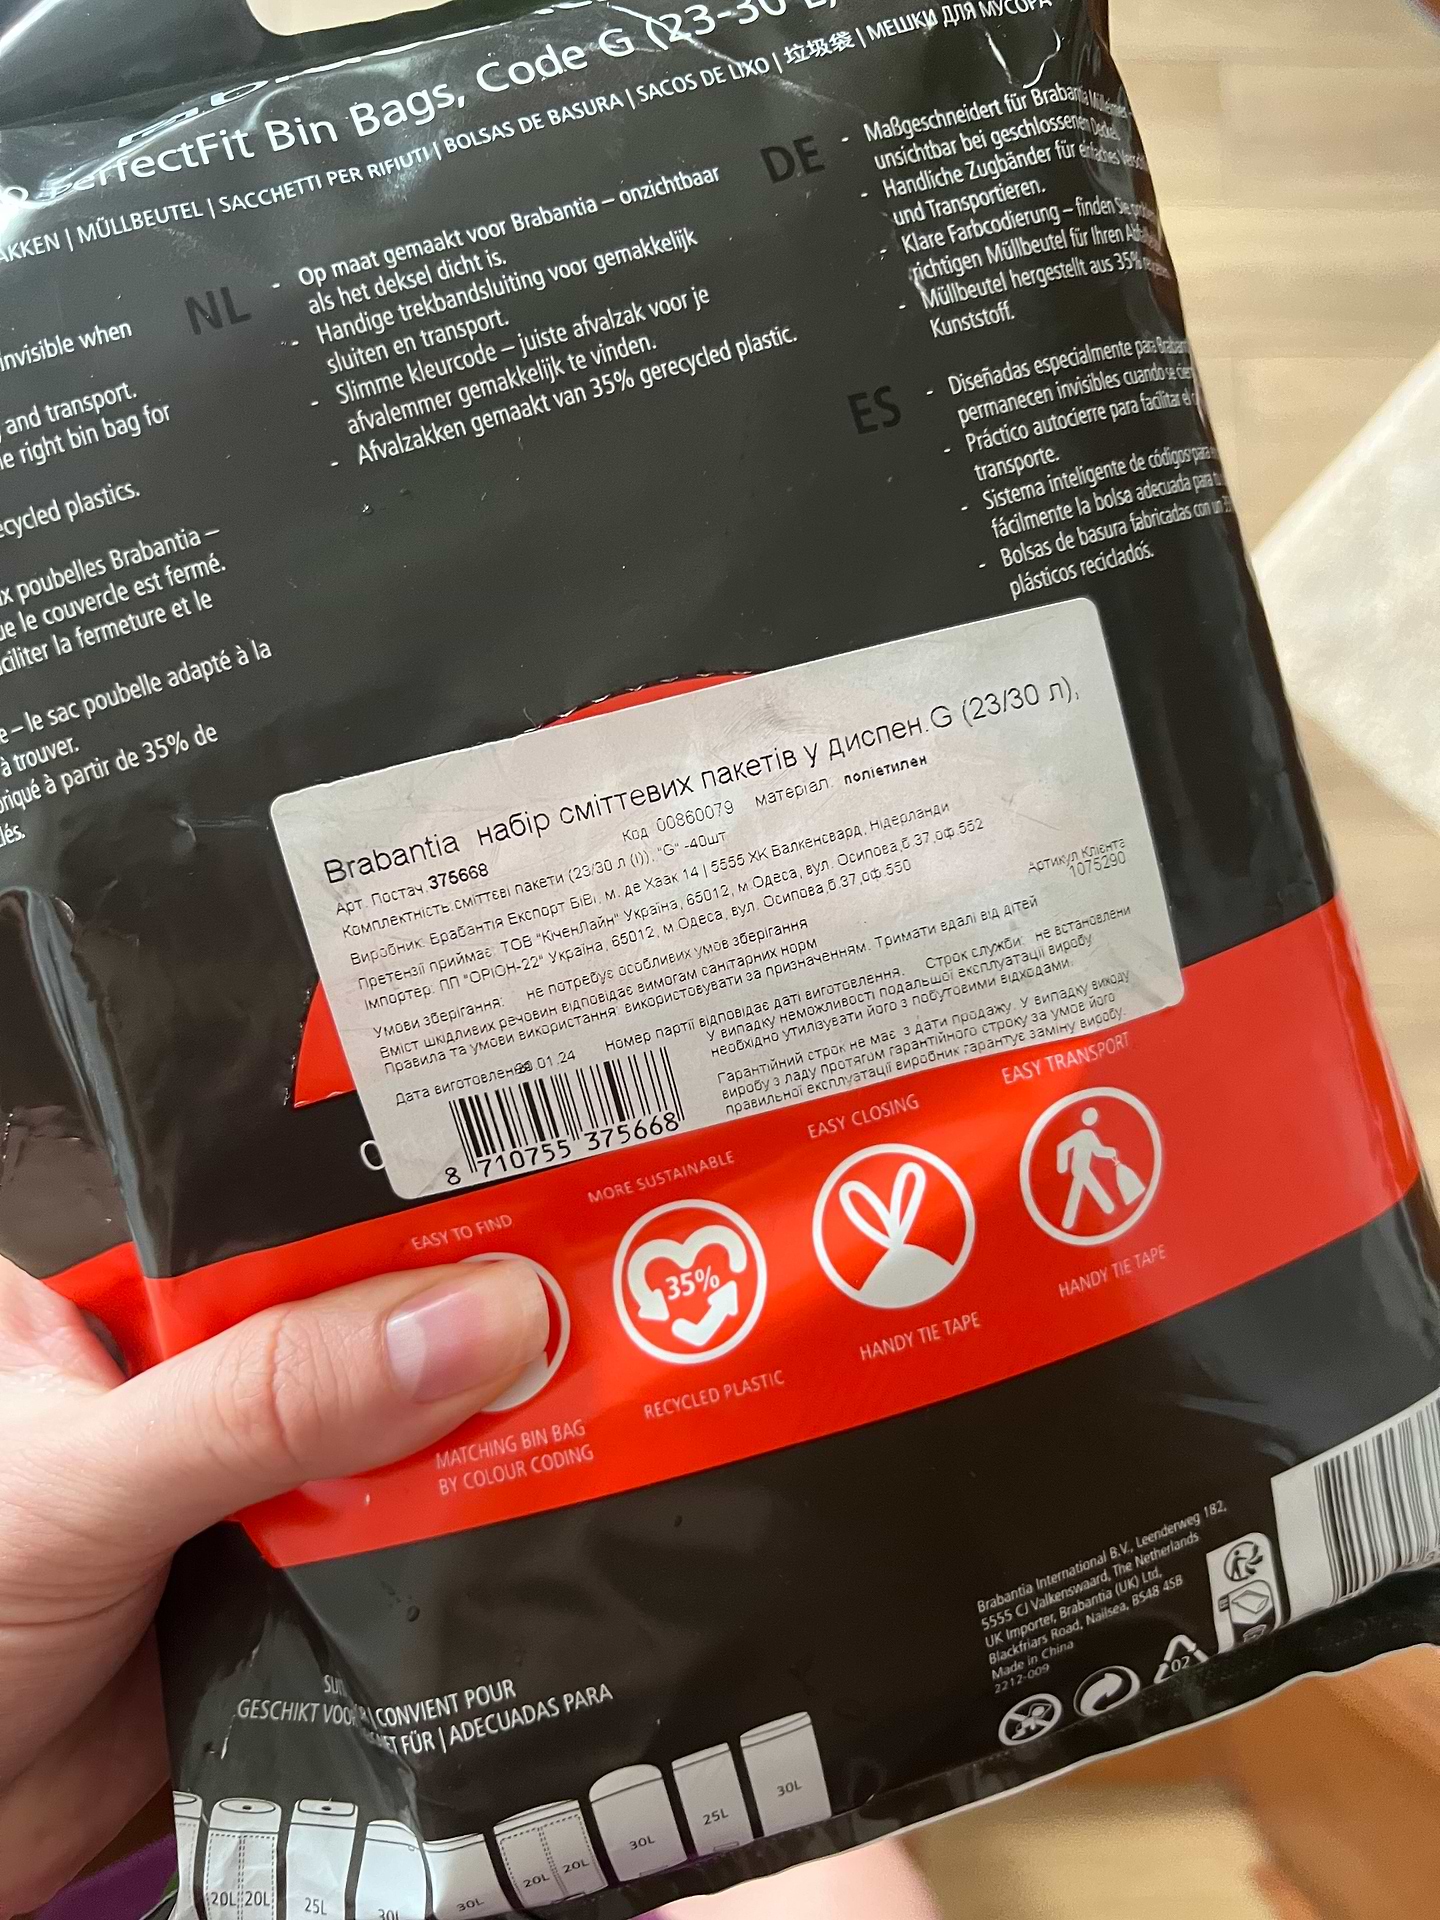 PerfectFit Bin Bags, Code G (23-30 L)
MÜLLBEUTEL | SACCHETTI PER RIFIUTI | BOLSAS DE BASURA | SACOS DE LIXO | 垃圾袋 | МЕШКИ ДЛЯ МУСОРА
invisible when
and transport.
right bin bag for
plastics.
poubelles Brabantia –
le couvercle est fermé.
la fermeture et le
– le sac poubelle adapté à la
à trouver.
à partir de 35% de
NL
- Op maat gemaakt voor Brabantia – onzichtbaar
als het deksel dicht is.
- Handige trekbandsluiting voor gemakkelijk
sluiten en transport.
- Slimme kleurcode – juiste afvalzak voor je
afvalemmer gemakkelijk te vinden.
- Afvalzakken gemaakt van 35% gerecycled plastic.
DE
- Maßgeschneidert für Brabantia
unsichtbar bei geschlossenem Deckel.
- Handliche Zugbänder für einfaches
und Transportieren.
- Klare Farbcodierung – finden Sie
richtigen Müllbeutel für Ihren
- Müllbeutel hergestellt aus 35%
Kunststoff.
ES
- Diseñadas especialmente para
permanecen invisibles cuando se
- Práctico autocierre para facilitar el
transporte.
- Sistema inteligente de códigos para
fácilmente la bolsa adecuada para
- Bolsas de basura fabricadas con un
plásticos reciclados.
Brabantia набір сміттевих пакетів у диспен.G (23/30 л),
Арт. Постач 375668 Код 00860079 матеріал: поліетилен
Комплектність:сміттєві пакети (23/30 л (І)), "G" -40шт
Виробник: Брабантія Експорт БіВі, м. де Хаак 14 | 5555 ХК Валкенсвард, Нідерланди
Претензії приймає: ТОВ "КіченЛайн" Україна, 65012, м.Одеса, вул. Осипова,б 37,оф.552
Імпортер: ПП "ОРІОН-22" Україна, 65012, м.Одеса, вул. Осипова,б.37,оф.550
Артикул Клієнта
1075290
Умови зберігання: не потребує особливих умов зберігання
Вміст шкідливих речовин відповідає вимогам санітарних норм
Правила та умови використання: використовувати за призначенням. Тримати вдалі від дітей
Номер партії відповідає даті виготовлення. Строк служби: не встановлени
У випадку неможливості подальшої експлуатації виробу
необхідно утилізувати його з побутовими відходами.
Дата виготовлення .01.24
Гарантійний строк не має з дати продажу. У випадку виходу
виробу з ладу протягом гарантійного строку за умов його
правильної експлуатації виробник гарантує заміну виробу.
8 710755 375668
EASY TO FIND
MORE SUSTAINABLE
EASY CLOSING
EASY TRANSPORT
35%
MATCHING BIN BAG
BY COLOUR CODING
RECYCLED PLASTIC
HANDY TIE TAPE
HANDY TIE TAPE
Brabantia International B.V., Leenderweg 182,
5555 CJ Valkenswaard, The Netherlands
UK Importer, Brabantia (UK) Ltd,
Blackfriars Road, Nailsea, BS48 4SB
Made in China
2212-009
02
CONVIENT POUR
GESCHIKT VOOR
FÜR | ADECUADAS PARA
20L 20L 25L 30L 30L 20L 20L 30L 25L 30L